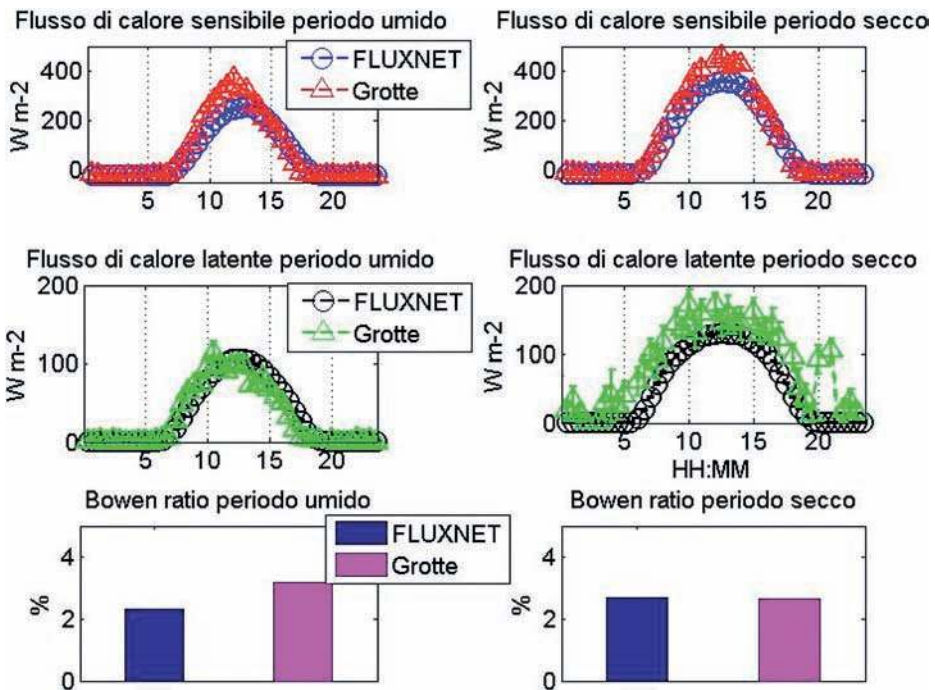 Flusso di calore sensibile periodo umido
Flusso di calore sensibile periodo secco
W m-2
400
200
0
5 10 15 20
FLUXNET
Grotte
W m-2
400
200
0
5 10 15 20
Flusso di calore latente periodo umido
Flusso di calore latente periodo secco
W m-2
200
100
0
5 10 15 20
FLUXNET
Grotte
W m-2
200
100
0
5 10 15 20
HH:MM
Bowen ratio periodo umido
Bowen ratio periodo secco
%
4
2
0
FLUXNET
Grotte
%
4
2
0